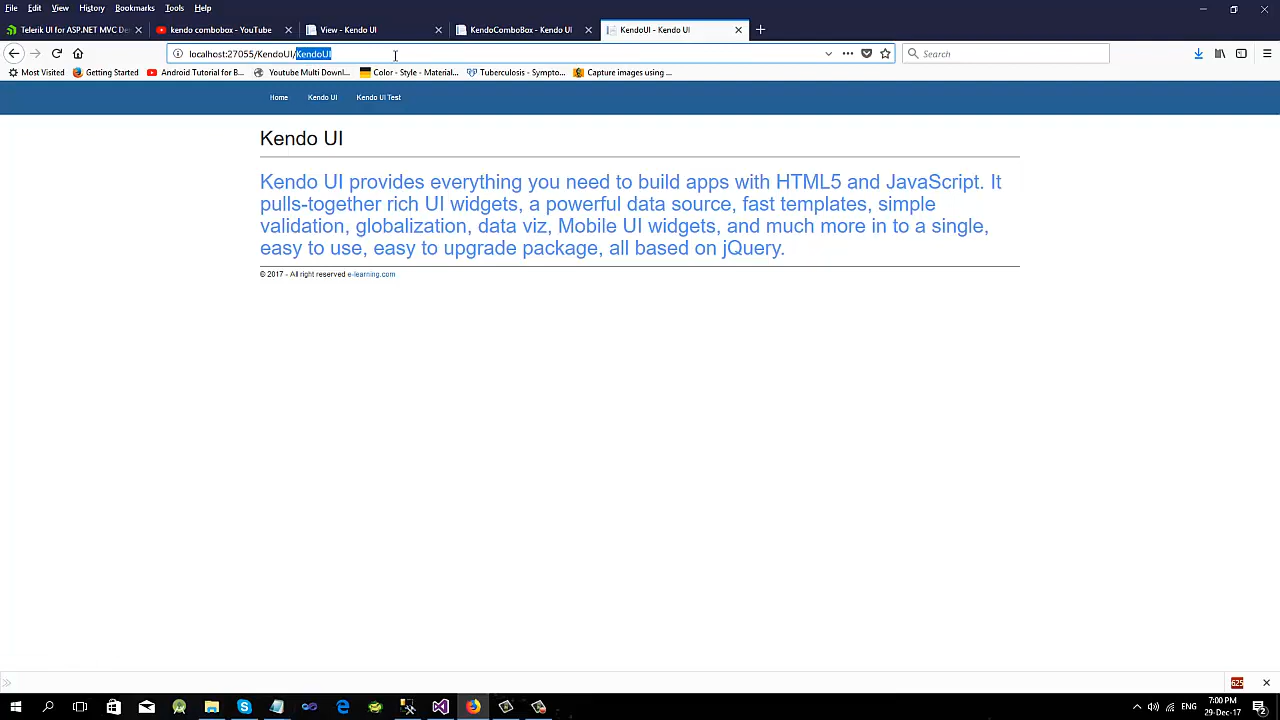 File Edit View History Bookmarks Tools Help
Telerik UI for ASP.NET MVC De
kendo combobox - YouTube
View - Kendo UI
KendoComboBox - Kendo UI
KendoUI - Kendo UI
localhost:27055/KendoUI/KendoUI
Search
Most Visited
Getting Started
Android Tutorial for B...
Youtube Multi Downl...
Color - Style - Material...
Tuberculosis - Sympto...
Capture images using ...
Home Kendo UI Kendo UI Test
Kendo UI
Kendo UI provides everything you need to build apps with HTML5 and JavaScript. It
pulls-together rich UI widgets, a powerful data source, fast templates, simple
validation, globalization, data viz, Mobile UI widgets, and much more in to a single,
easy to use, easy to upgrade package, all based on jQuery.
© 2017 - All right reserved e-learning.com
625
ENG
7:00 PM
29-Dec-17
2